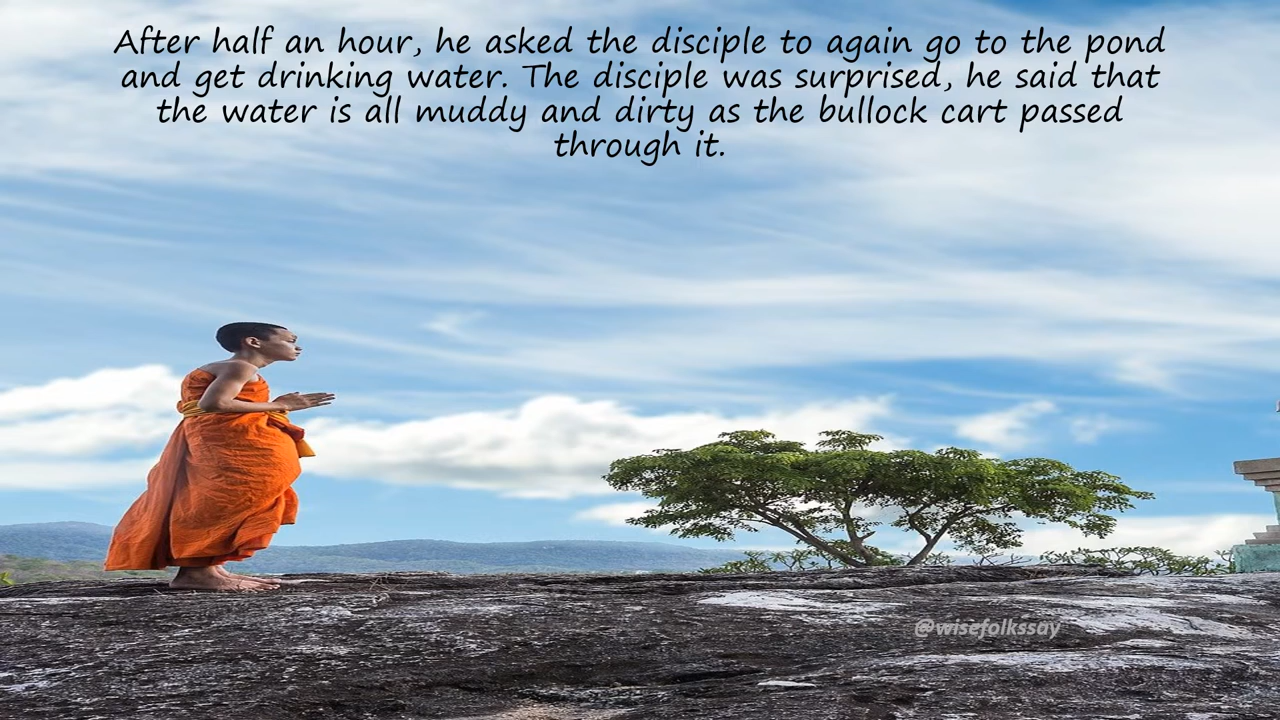 After half an hour, he asked the disciple to again go to the pond
and get drinking water. The disciple was surprised, he said that
the water is all muddy and dirty as the bullock cart passed
through it.
@wisefolkssay